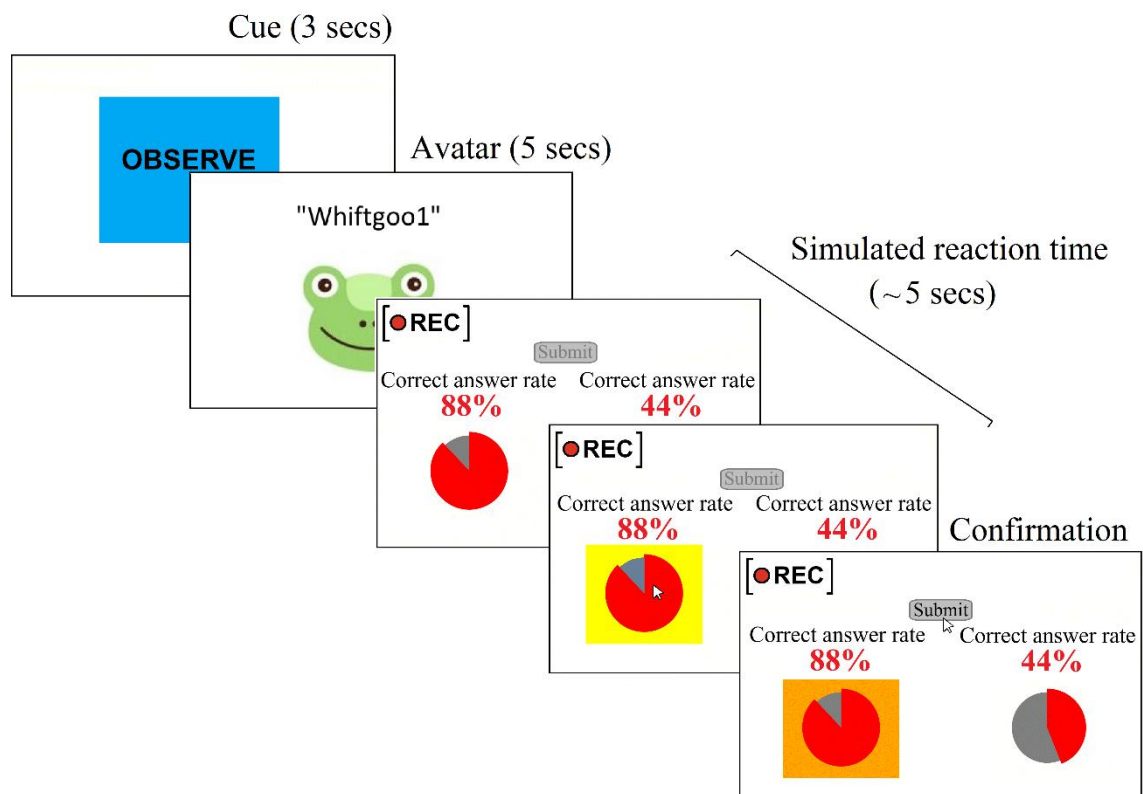 Cue (3 secs)
OBSERVE
Avatar (5 secs)
"Whiftgoo1"
Simulated reaction time
(~5 secs)
[●REC]
Submit
Correct answer rate Correct answer rate
88% 44%
[●REC]
Submit
Correct answer rate Correct answer rate
88% 44%
Confirmation
[●REC]
Submit
Correct answer rate Correct answer rate
88% 44%